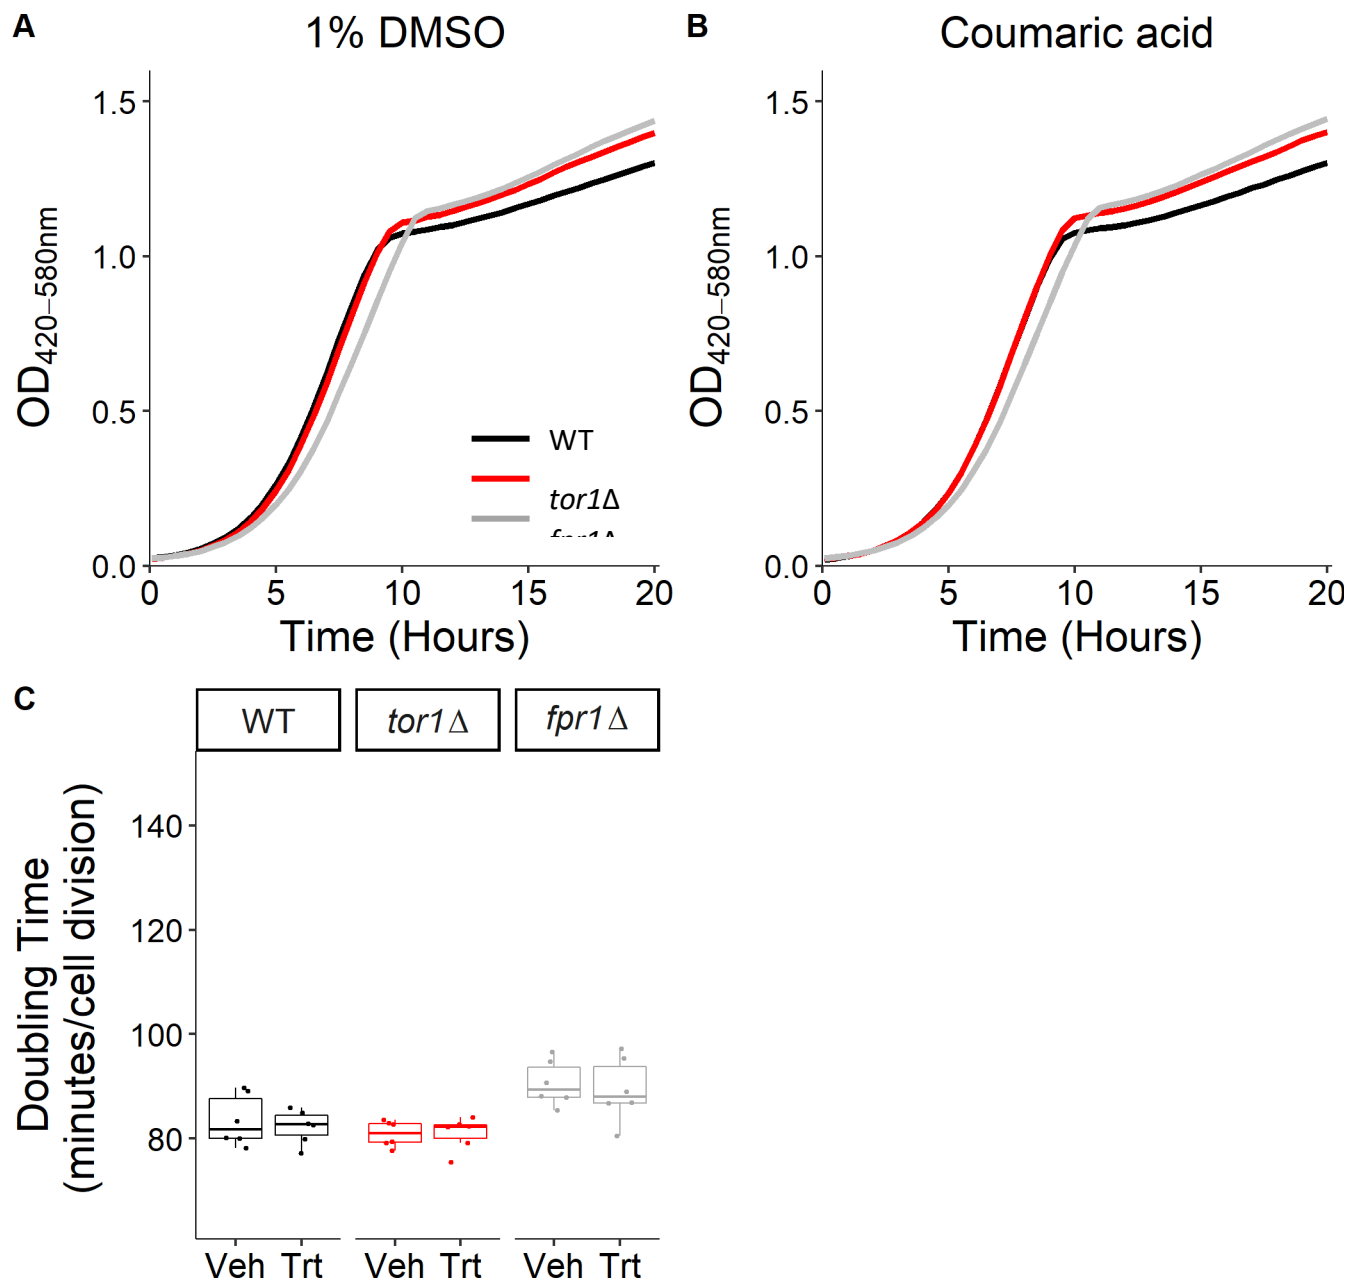 A
1% DMSO
1.5
1.0
0.5
0.0
OD420−580nm
0
5
10
15
20
Time (Hours)
WT
tor1Δ
fpr1Δ
B
Coumaric acid
1.5
1.0
0.5
0.0
OD420−580nm
0
5
10
15
20
Time (Hours)
C
WT
tor1Δ
fpr1Δ
Doubling Time
(minutes/cell division)
140
120
100
80
Veh Trt
Veh Trt
Veh Trt